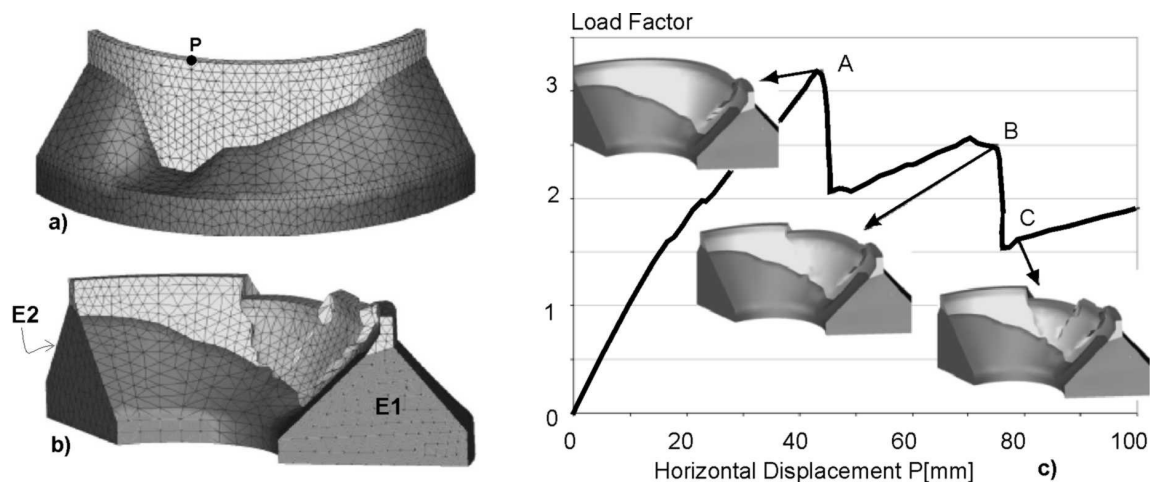 P
a)
E2
E1
b)
Load Factor
3
2
1
0
A
B
C
0
20
40
60
80
100
Horizontal Displacement P[mm]
c)